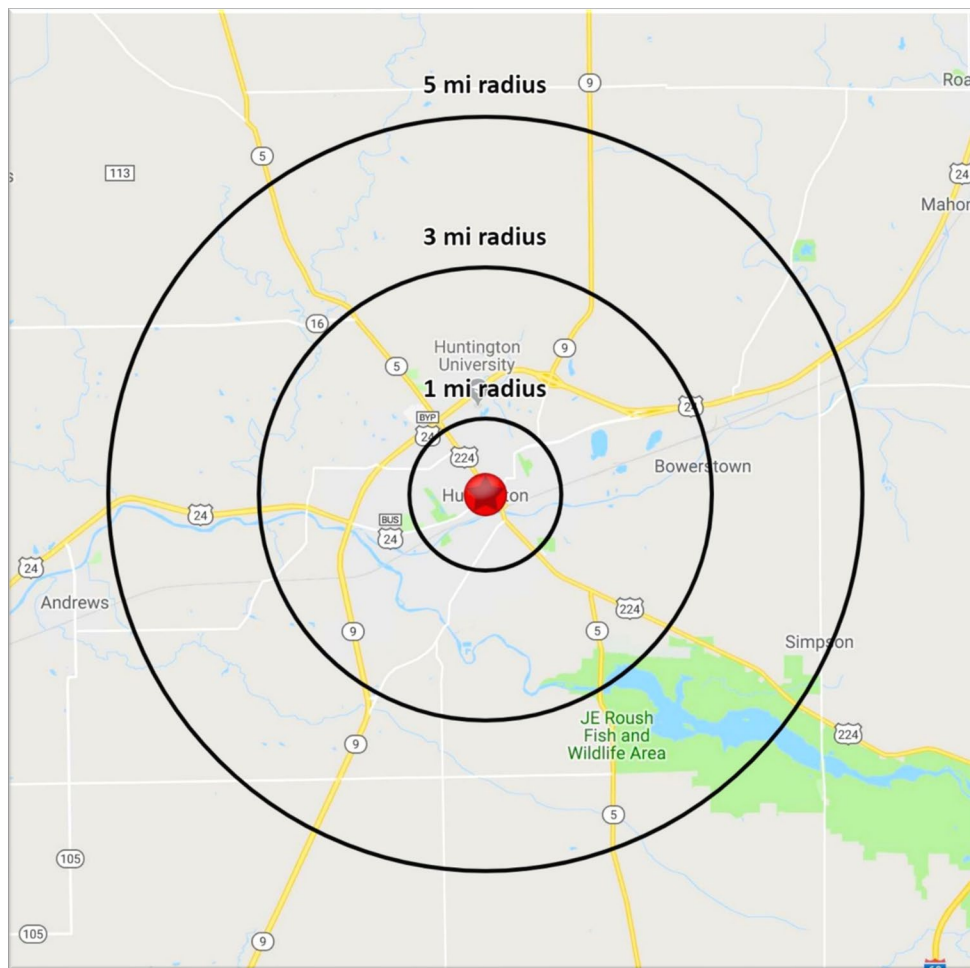 5 mi radius
9
Roa
5
113
24
Mahor
3 mi radius
16
9
Huntington
University
5
1 mi radius
BYP
24
24
224
Bowerstown
24
BUS
24
24
Andrews
224
9
5
Simpson
JE Roush
Fish and
Wildlife Area
224
9
5
105
105
9